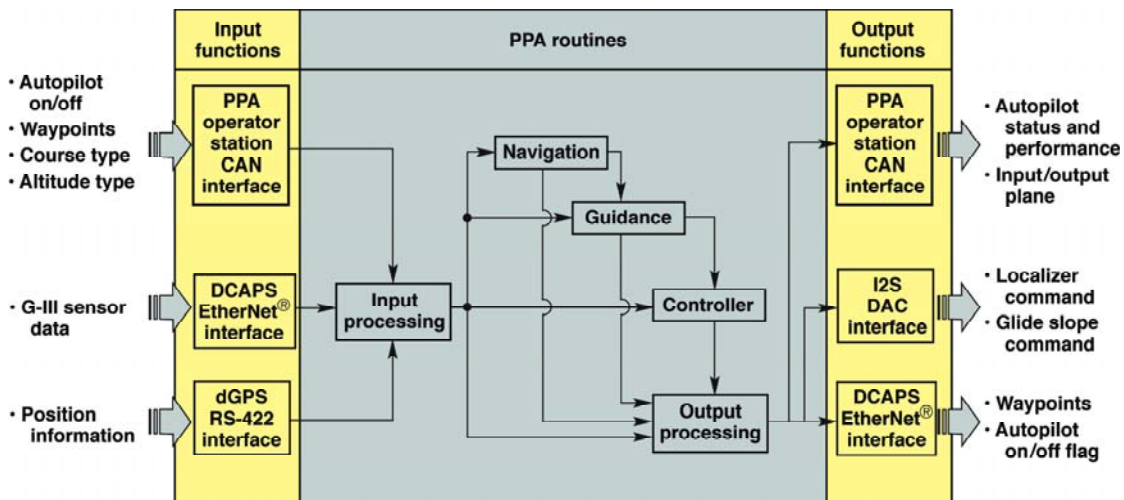 Input
functions
PPA routines
Output
functions
· Autopilot
on/off
· Waypoints
· Course type
· Altitude type
PPA
operator
station
CAN
interface
· G-III sensor
data
DCAPS
EtherNet®
interface
· Position
information
dGPS
RS-422
interface
Input
processing
Navigation
Guidance
Controller
Output
processing
PPA
operator
station
CAN
interface
· Autopilot
status and
performance
· Input/output
plane
I2S
DAC
interface
· Localizer
command
· Glide slope
command
DCAPS
EtherNet®
interface
· Waypoints
· Autopilot
on/off flag